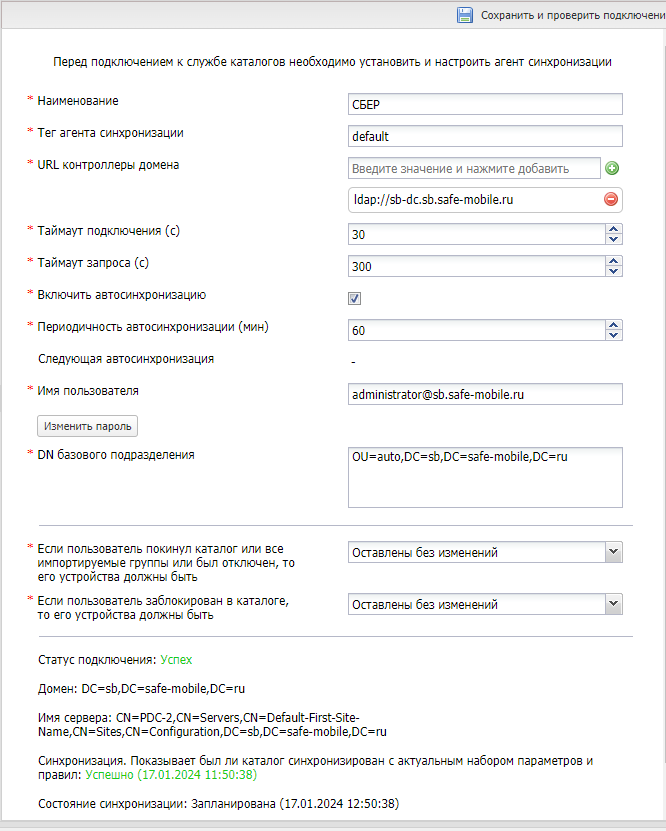 Сохранить и проверить подключени
Перед подключением к службе каталогов необходимо установить и настроить агент синхронизации
* Наименование
СБЕР
* Тег агента синхронизации
default
* URL контроллеры домена
Введите значение и нажмите добавить
ldap://sb-dc.sb.safe-mobile.ru
* Таймаут подключения (с)
30
* Таймаут запроса (с)
300
* Включить автосинхронизацию
* Периодичность автосинхронизации (мин)
60
Следующая автосинхронизация
-
* Имя пользователя
administrator@sb.safe-mobile.ru
Изменить пароль
* DN базового подразделения
OU=auto,DC=sb,DC=safe-mobile,DC=ru
* Если пользователь покинул каталог или все
импортируемые группы или был отключен, то
его устройства должны быть
Оставлены без изменений
* Если пользователь заблокирован в каталоге,
то его устройства должны быть
Оставлены без изменений
Статус подключения: Успех
Домен: DC=sb,DC=safe-mobile,DC=ru
Имя сервера: CN=PDC-2,CN=Servers,CN=Default-First-Site-
Name,CN=Sites,CN=Configuration,DC=sb,DC=safe-mobile,DC=ru
Синхронизация. Показывает был ли каталог синхронизирован с актуальным набором параметров и
правил: Успешно (17.01.2024 11:50:38)
Состояние синхронизации: Запланирована (17.01.2024 12:50:38)